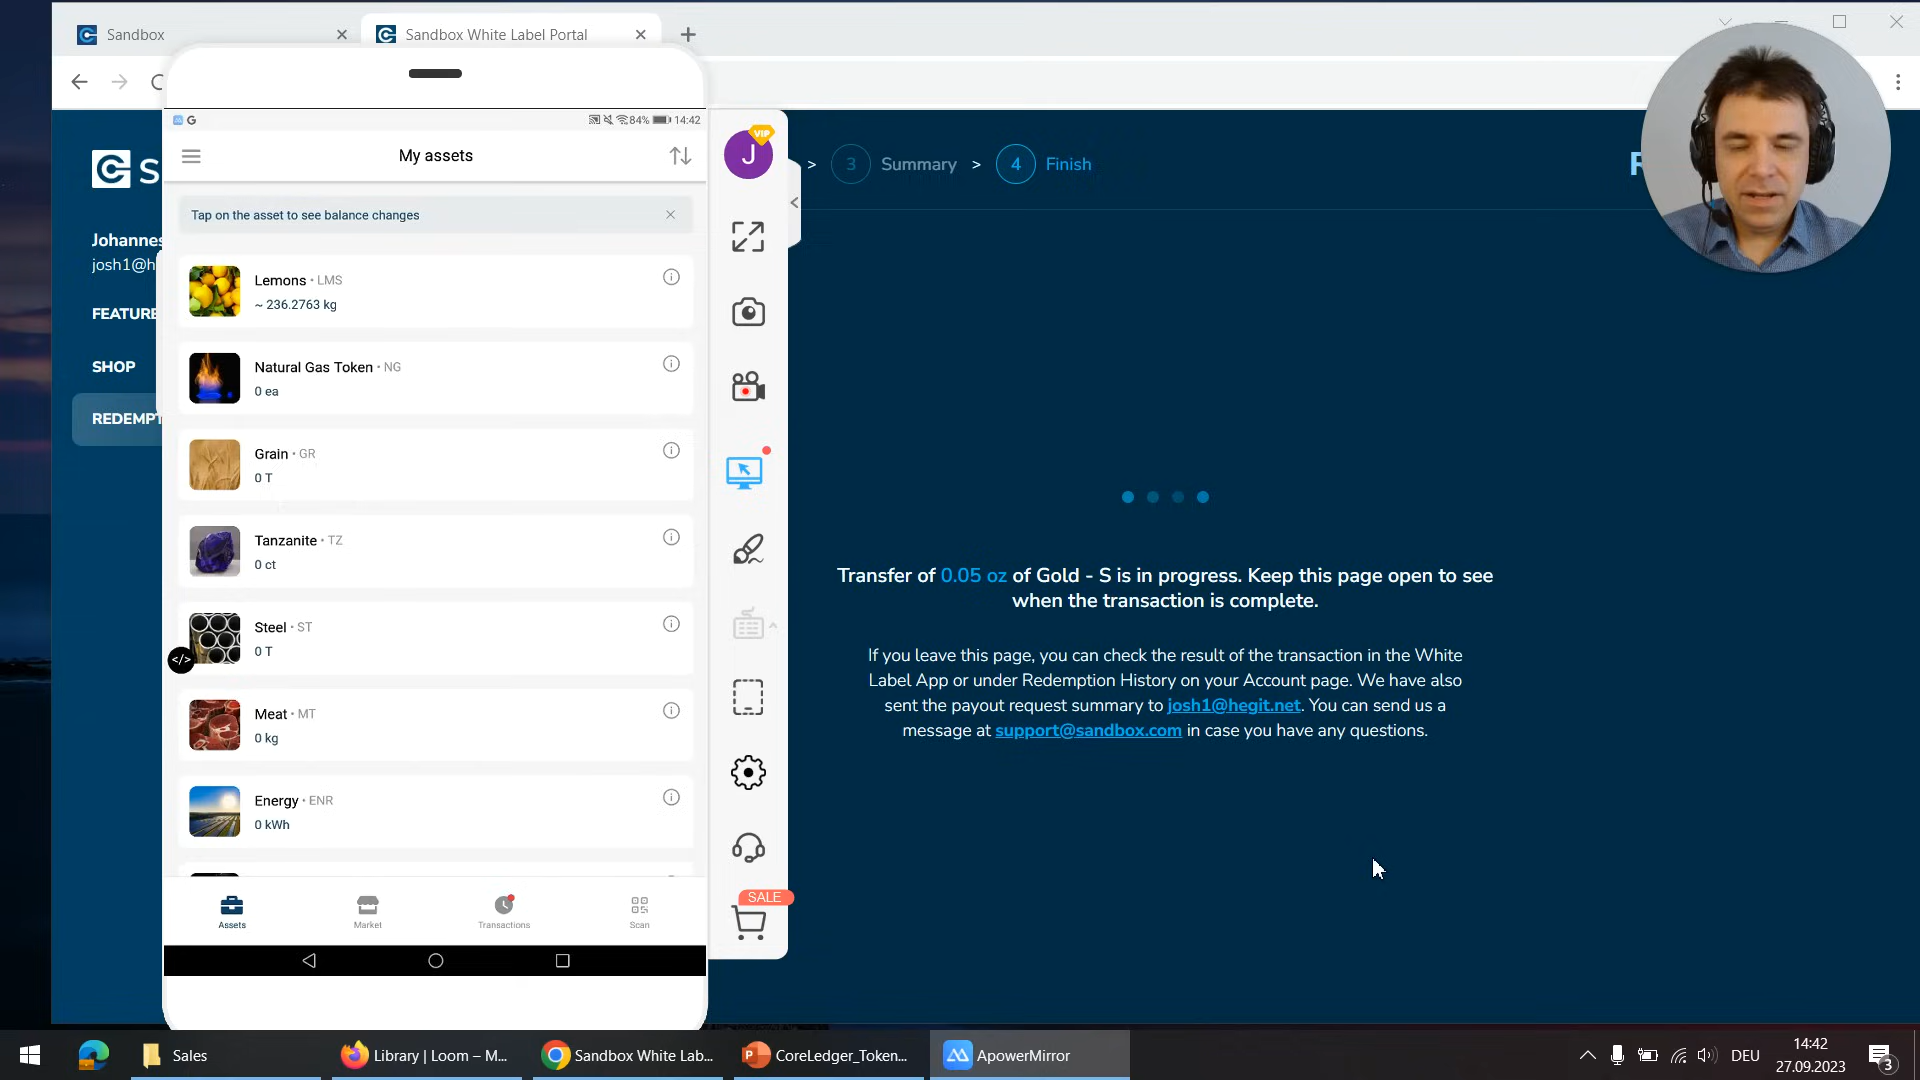 Sandbox
Sandbox White Label Portal
84% 14:42
My assets
Tap on the asset to see balance changes
Lemons • LMS
~ 236.2763 kg
Natural Gas Token • NG
0 ea
Grain • GR
0 T
Tanzanite • TZ
0 ct
Steel • ST
0 T
Meat • MT
0 kg
Energy • ENR
0 kWh
Assets
Market
Transactions
Scan
Johannes
josh1@h
FEATURE
SHOP
REDEMPT
VIP
J
SALE
> 3 Summary > 4 Finish
Transfer of 0.05 oz of Gold - S is in progress. Keep this page open to see
when the transaction is complete.
If you leave this page, you can check the result of the transaction in the White
Label App or under Redemption History on your Account page. We have also
sent the payout request summary to josh1@hegit.net. You can send us a
message at support@sandbox.com in case you have any questions.
Sales
Library | Loom – M...
Sandbox White Lab...
CoreLedger_Token...
ApowerMirror
DEU
14:42
27.09.2023
3